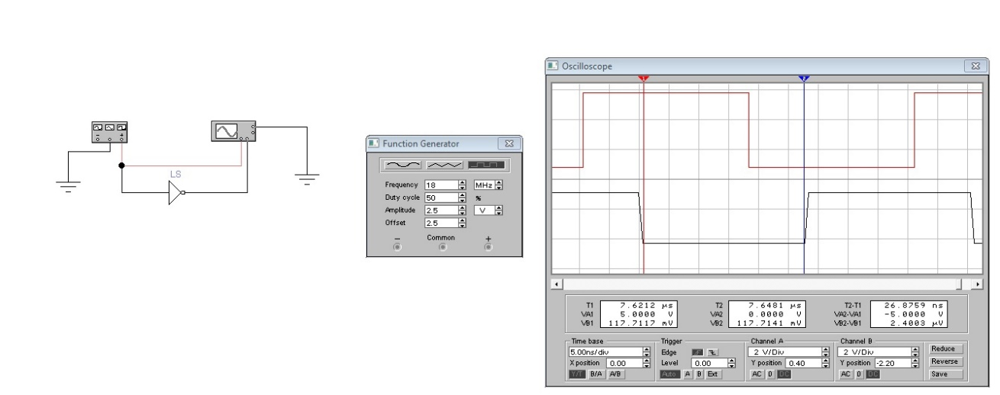 LS
Function Generator
Frequency 18 MHz
Duty cycle 50 %
Amplitude 2.5 V
Offset 2.5
− Common +
Oscilloscope
1 2
T1 7.6212 µs T2 7.6481 µs T2-T1 26.8759 ns
VA1 5.0000 V VA2 0.0000 V VA2-VA1 -5.0000 V
VB1 117.7117 mV VB2 117.7141 mV VB2-VB1 2.4003 µV
Time base Trigger Channel A Channel B
5.00ns/div Edge 2 V/Div 2 V/Div Reduce
X position 0.00 Level 0.00 Y position 0.40 Y position -2.20 Reverse
Y/T B/A A/B Auto A B Ext AC 0 DC AC 0 DC Save